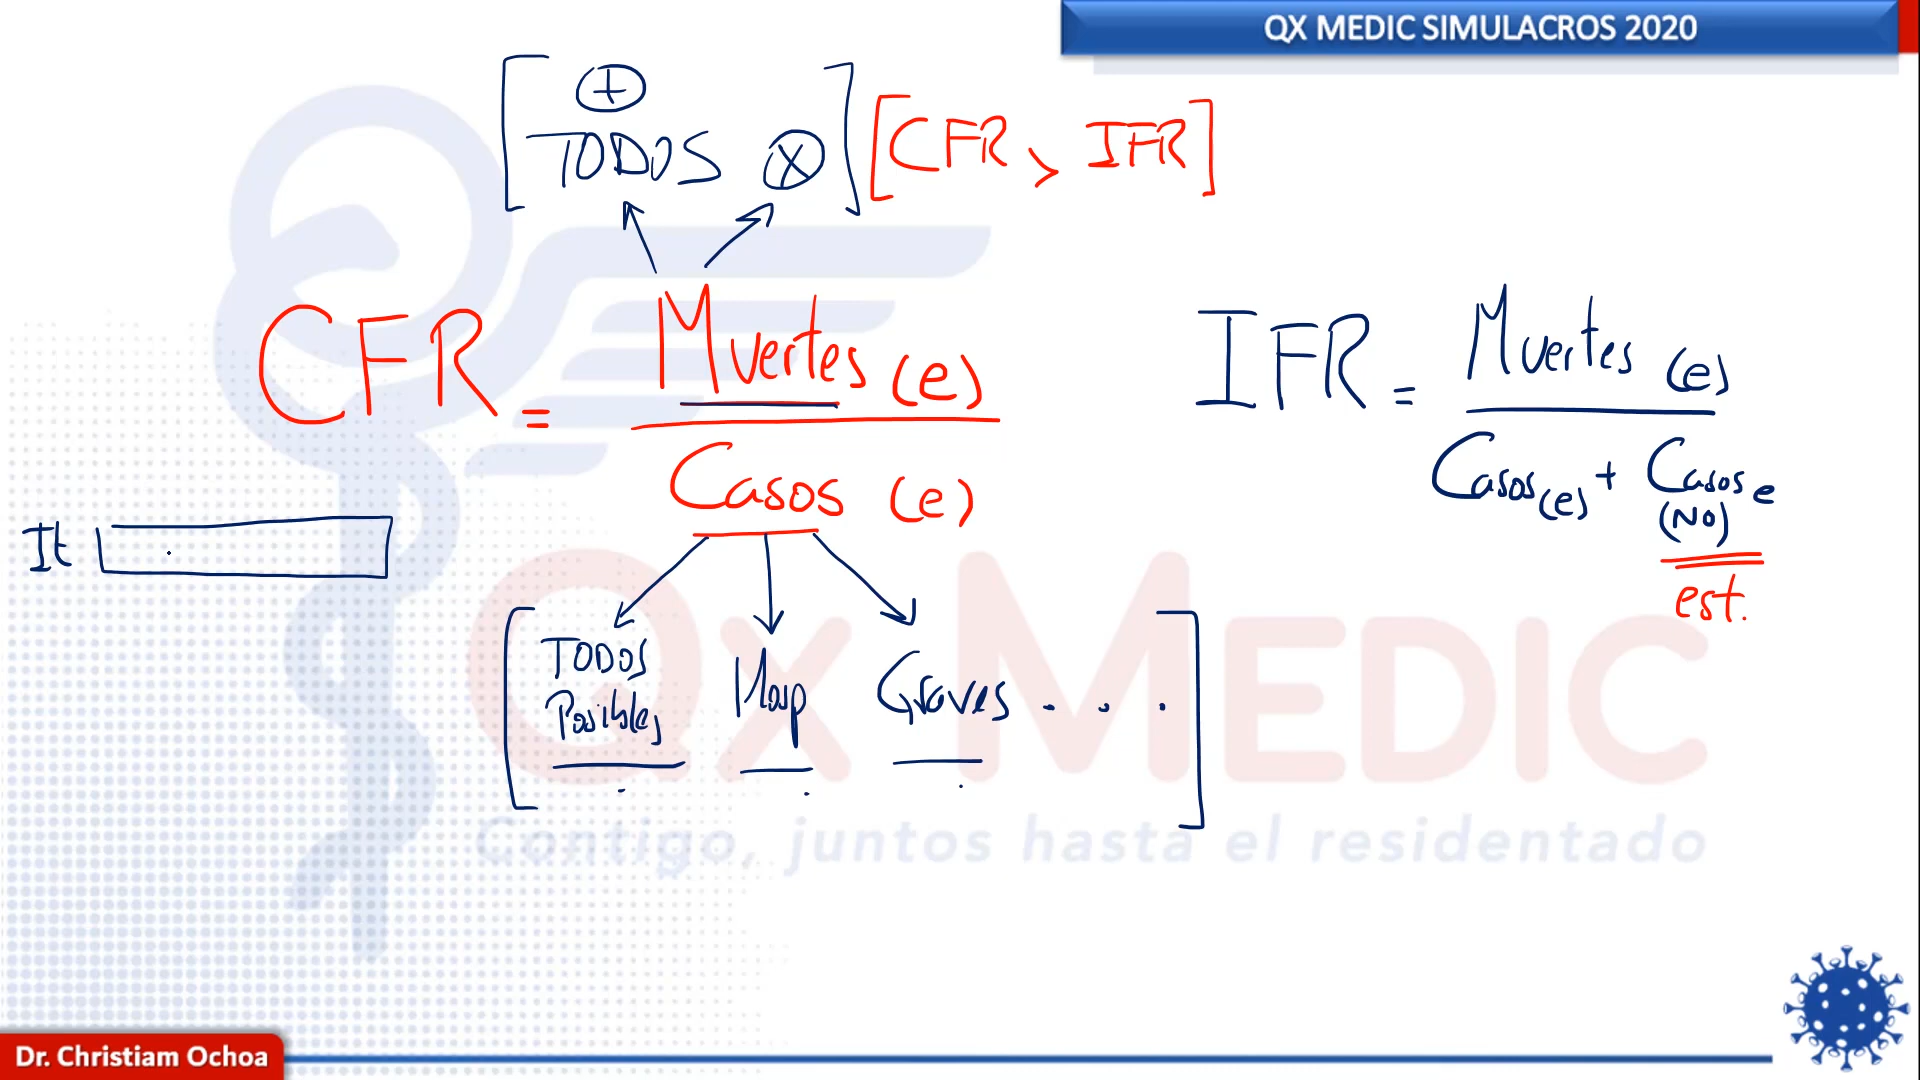 QX MEDIC SIMULACROS 2020
+
TODOS X
CFR > IFR
CFR = Muertes (e)
Casos (e)
IFR = Muertes (e)
Casos (e) + Casos e
(NO)
est.
It
TODOS
Posibles
Hosp
Graves . . .
QX MEDIC
Contigo, juntos hasta el residentado
Dr. Christiam Ochoa